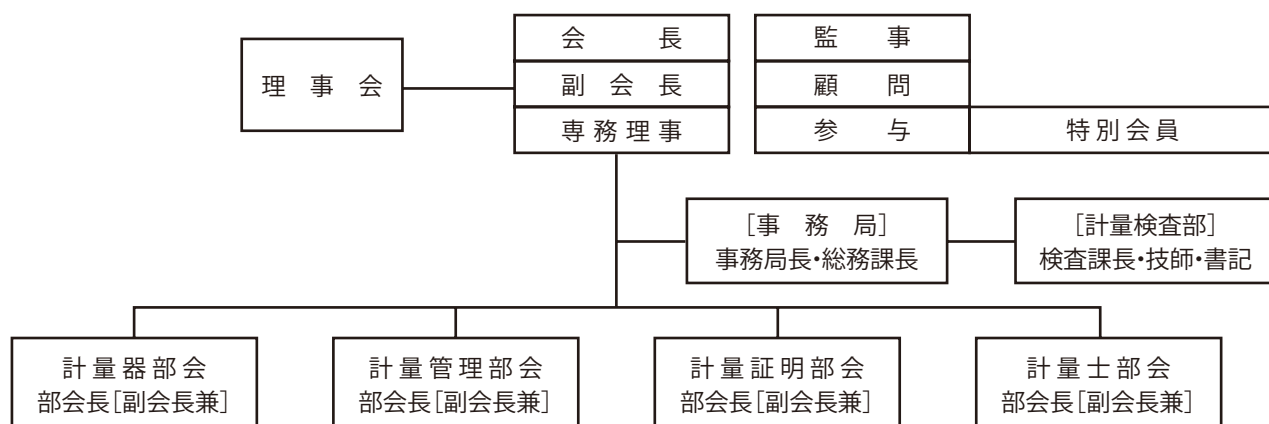 理事会
会長
副会長
専務理事
監事
顧問
参与
特別会員
[事務局]
事務局長・総務課長
[計量検査部]
検査課長・技師・書記
計量器部会
部会長[副会長兼]
計量管理部会
部会長[副会長兼]
計量証明部会
部会長[副会長兼]
計量士部会
部会長[副会長兼]